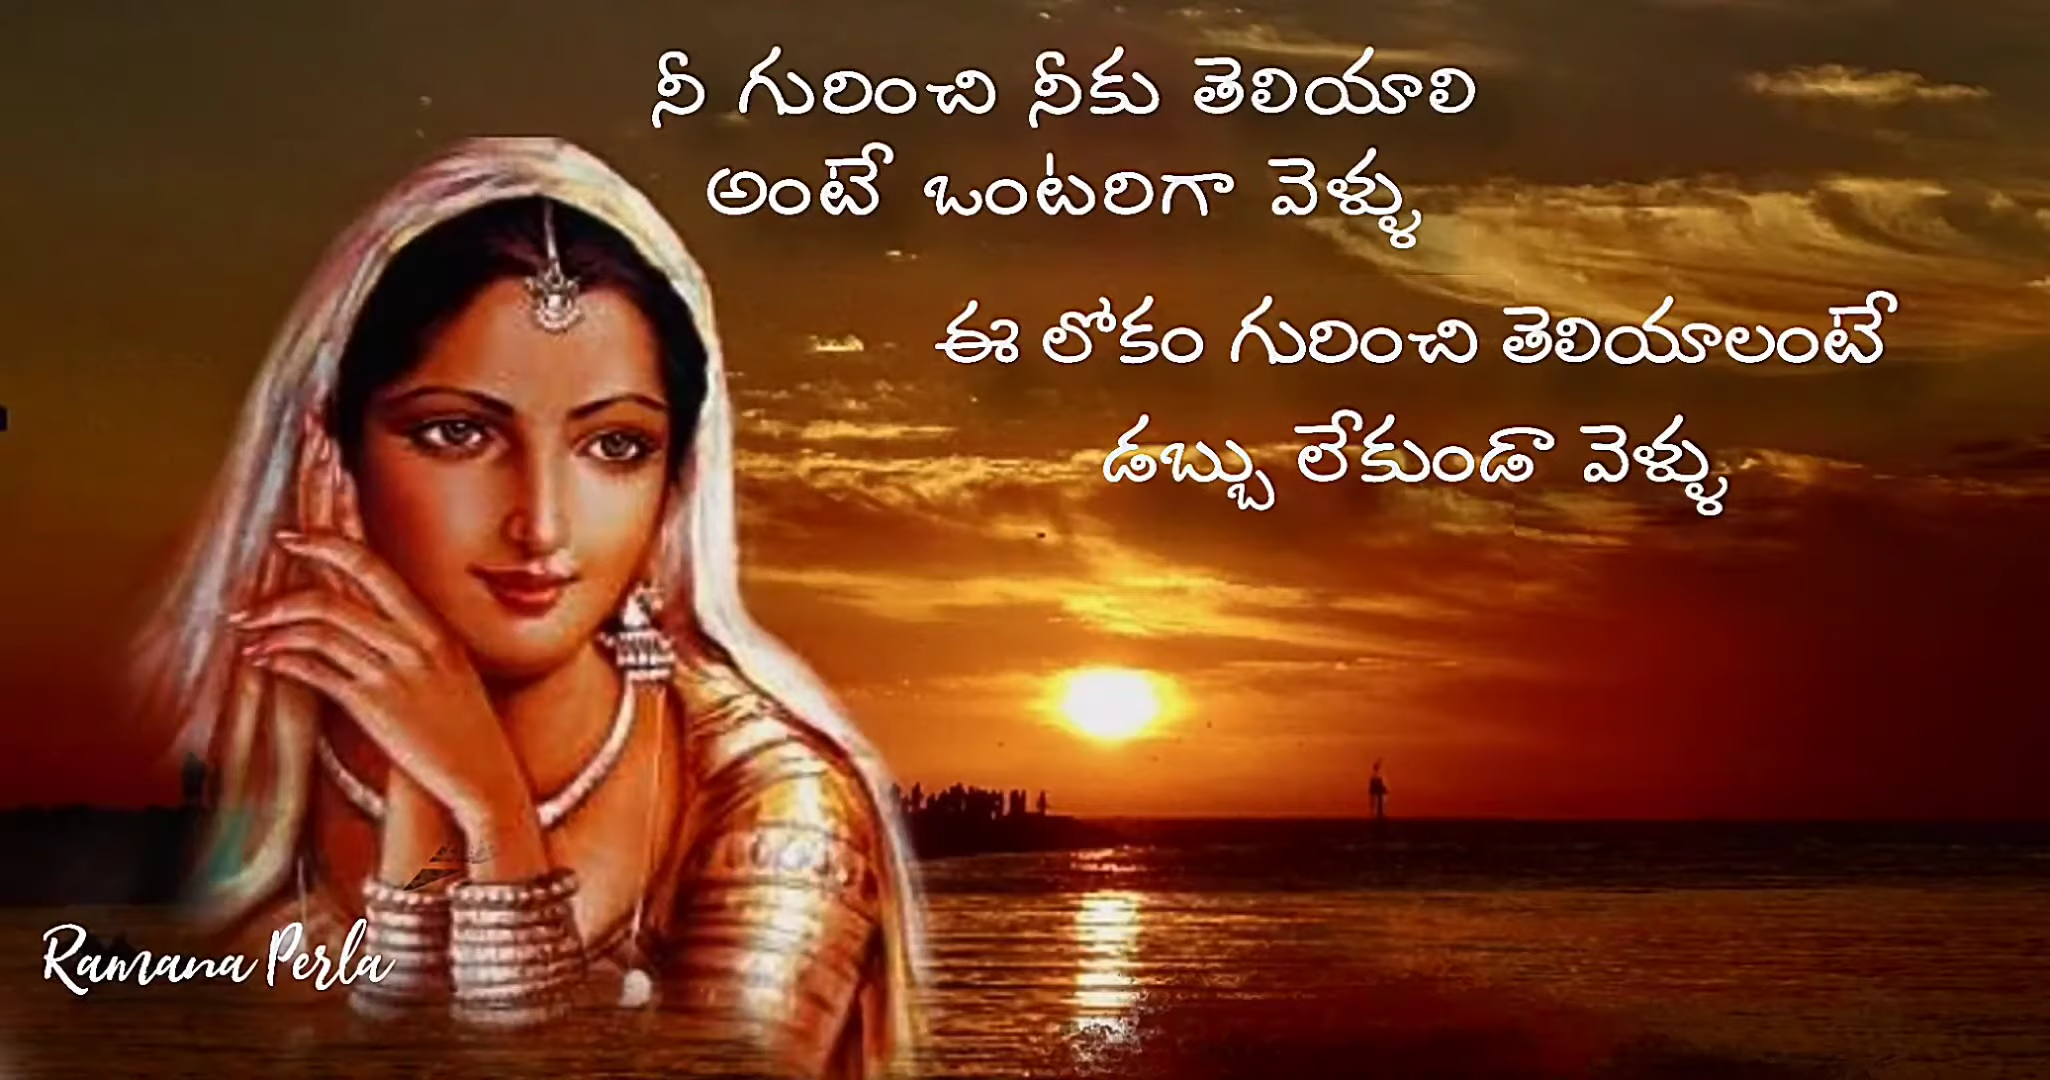 నీ గురించి నీకు తెలియాలి
అంటే ఒంటరిగా వెళ్ళు
ఈ లోకం గురించి తెలియాలంటే
డబ్బు లేకుండా వెళ్ళు
Ramana Perla